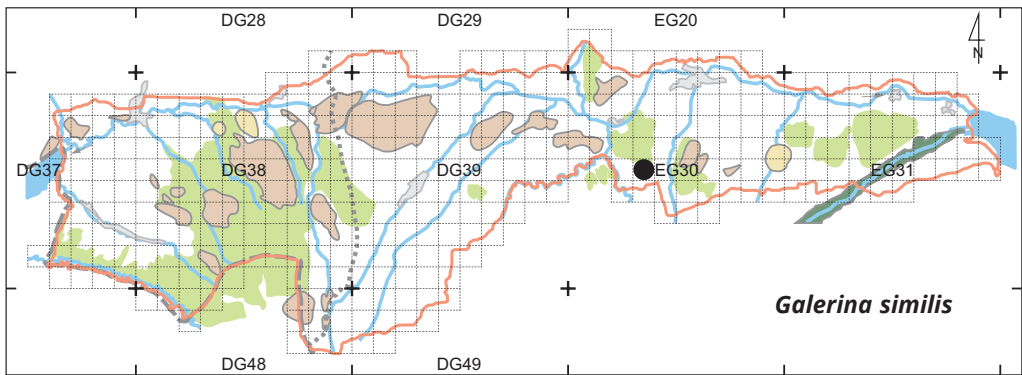 DG28 DG29 EG20
N
DG37 DG38 DG39 EG30 EG31
Galerina similis
DG48 DG49